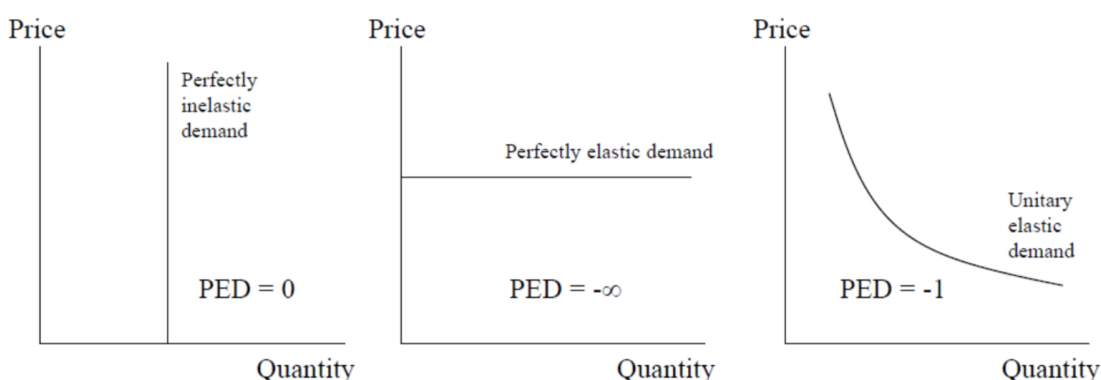 Price
Perfectly
inelastic
demand
PED = 0
Quantity
Price
Perfectly elastic demand
PED = -∞
Quantity
Price
Unitary
elastic
demand
PED = -1
Quantity